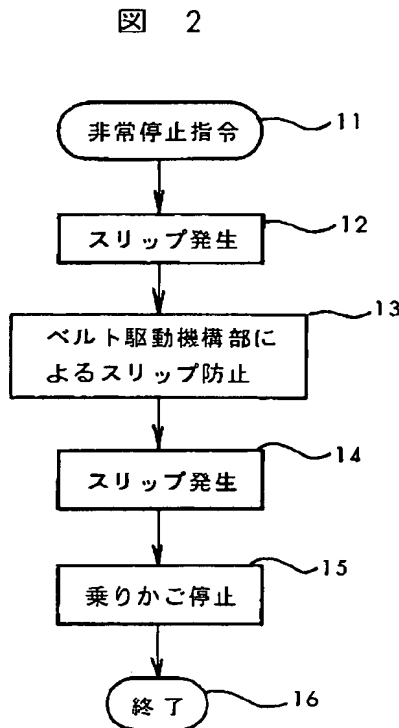 図 2
非常停止指令
11
スリップ発生
12
ベルト駆動機構部に
よるスリップ防止
13
スリップ発生
14
乗りかご停止
15
終了
16